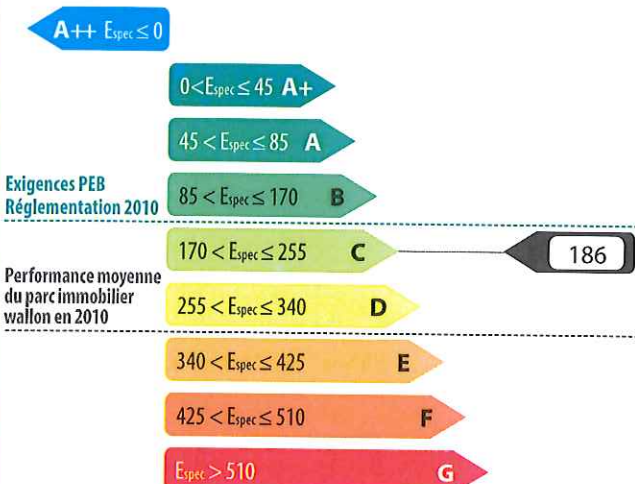 A++ Espec ≤ 0
0 < Espec ≤ 45 A+
45 < Espec ≤ 85 A
Exigences PEB
Réglementation 2010
85 < Espec ≤ 170 B
170 < Espec ≤ 255 C
186
Performance moyenne
du parc immobilier
wallon en 2010
255 < Espec ≤ 340 D
340 < Espec ≤ 425 E
425 < Espec ≤ 510 F
Espec > 510 G